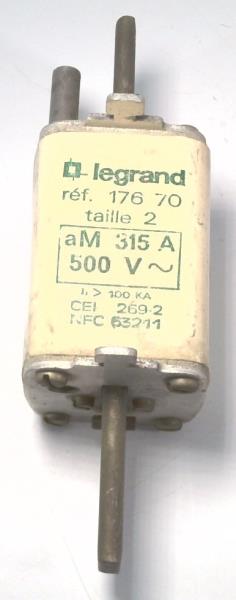 legrand
réf. 176 70
taille 2
aM 315 A
500 V ~
I₁ > 100 KA
CEI 269-2
NFC 63211